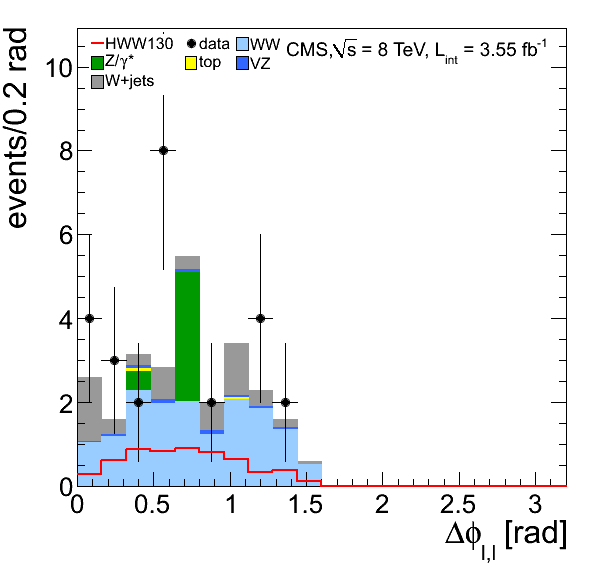 HWW130 data WW
Z/γ* top VZ
W+jets
CMS,√s = 8 TeV, L_int = 3.55 fb⁻¹
events/0.2 rad
10
8
6
4
2
0
0 0.5 1 1.5 2 2.5 3
Δϕ_l,l [rad]